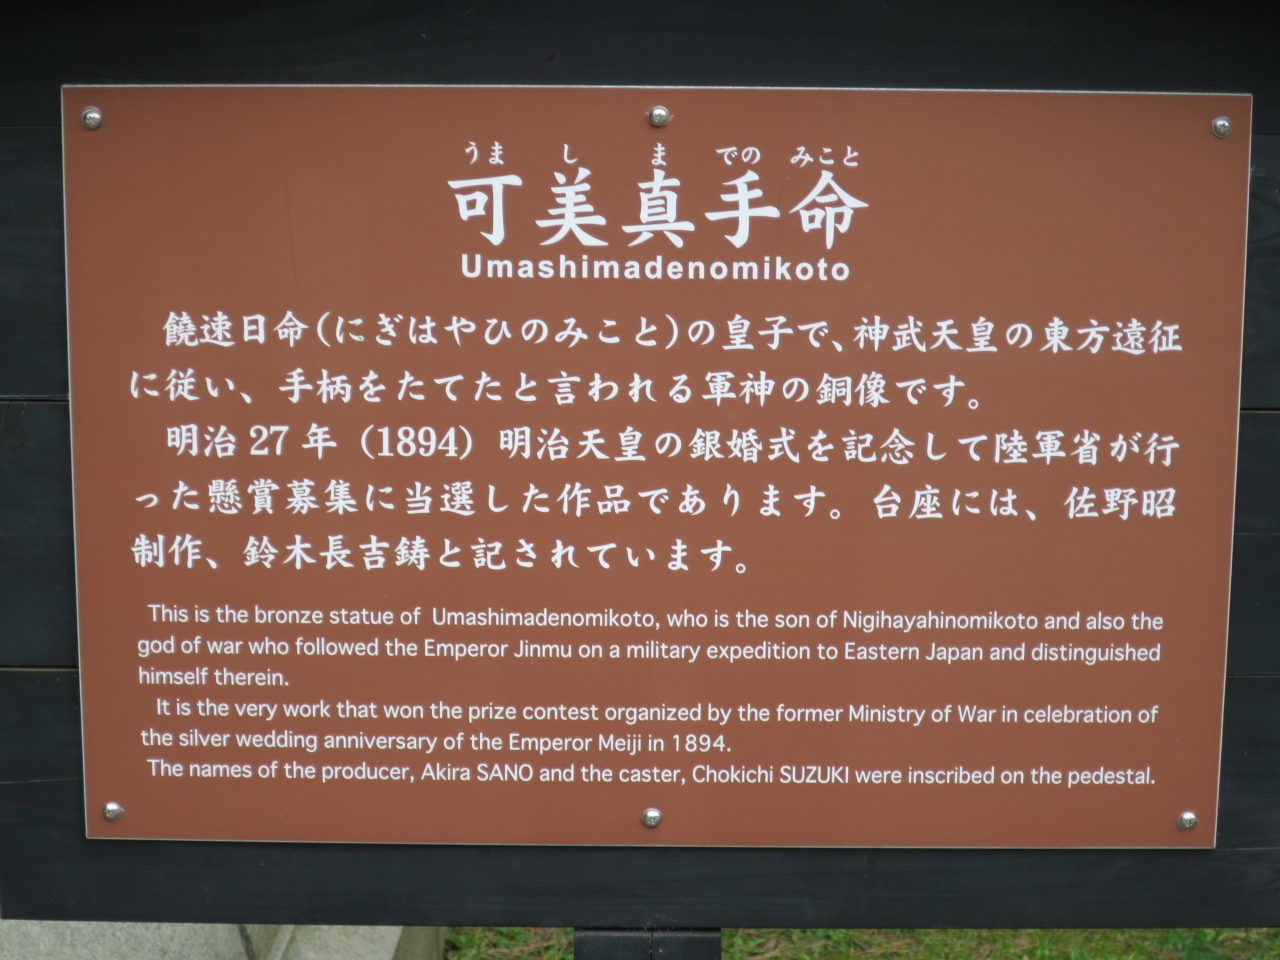 うま し ま での みこと
可美真手命
Umashimadenomikoto
饒速日命(にぎはやひのみこと)の皇子で、神武天皇の東方遠征
に従い、手柄をたてたと言われる軍神の銅像です。
明治27年（1894）明治天皇の銀婚式を記念して陸軍省が行
った懸賞募集に当選した作品であります。台座には、佐野昭
制作、鈴木長吉鋳と記されています。
This is the bronze statue of Umashimadenomikoto, who is the son of Nigihayahinomikoto and also the
god of war who followed the Emperor Jinmu on a military expedition to Eastern Japan and distinguished
himself therein.
It is the very work that won the prize contest organized by the former Ministry of War in celebration of
the silver wedding anniversary of the Emperor Meiji in 1894.
The names of the producer, Akira SANO and the caster, Chokichi SUZUKI were inscribed on the pedestal.